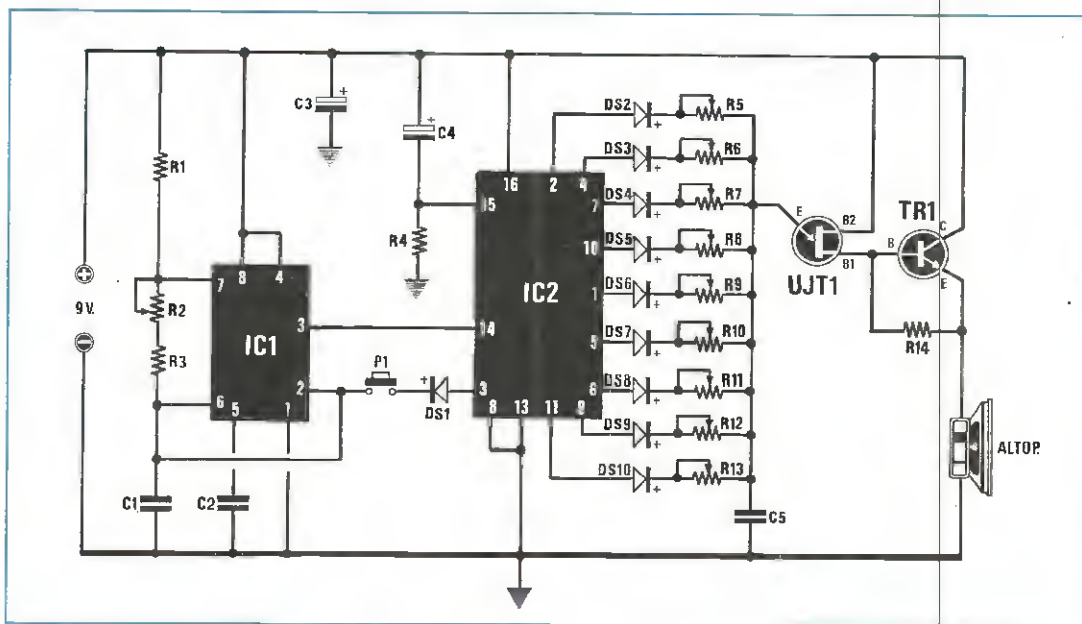 C3
+
C4
+
R1
R4
9V.
R2
R3
C1
C2
IC1
8
4
7
3
6
2
5
1
P1
+
DS1
IC2
16
2
4
15
7
10
14
1
5
3
6
8
13
11
9
DS2
+
R5
DS3
+
R6
DS4
+
R7
DS5
+
R8
DS6
+
R9
DS7
+
R10
DS8
+
R11
DS9
+
R12
DS10
+
R13
C5
E
B2
B1
UJT1
TR1
B
C
E
R14
ALTOP.